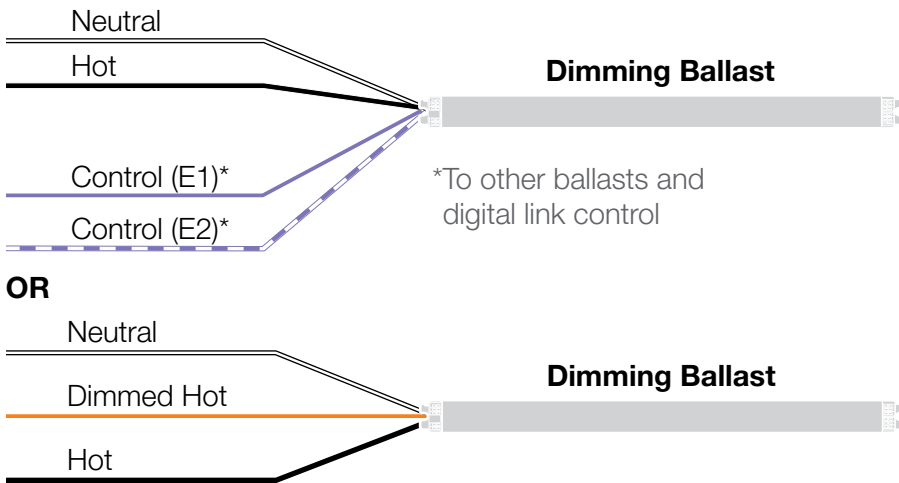 Neutral
Hot
Dimming Ballast
Control (E1)*
*To other ballasts and
Control (E2)*
digital link control
OR
Neutral
Dimming Ballast
Dimmed Hot
Hot